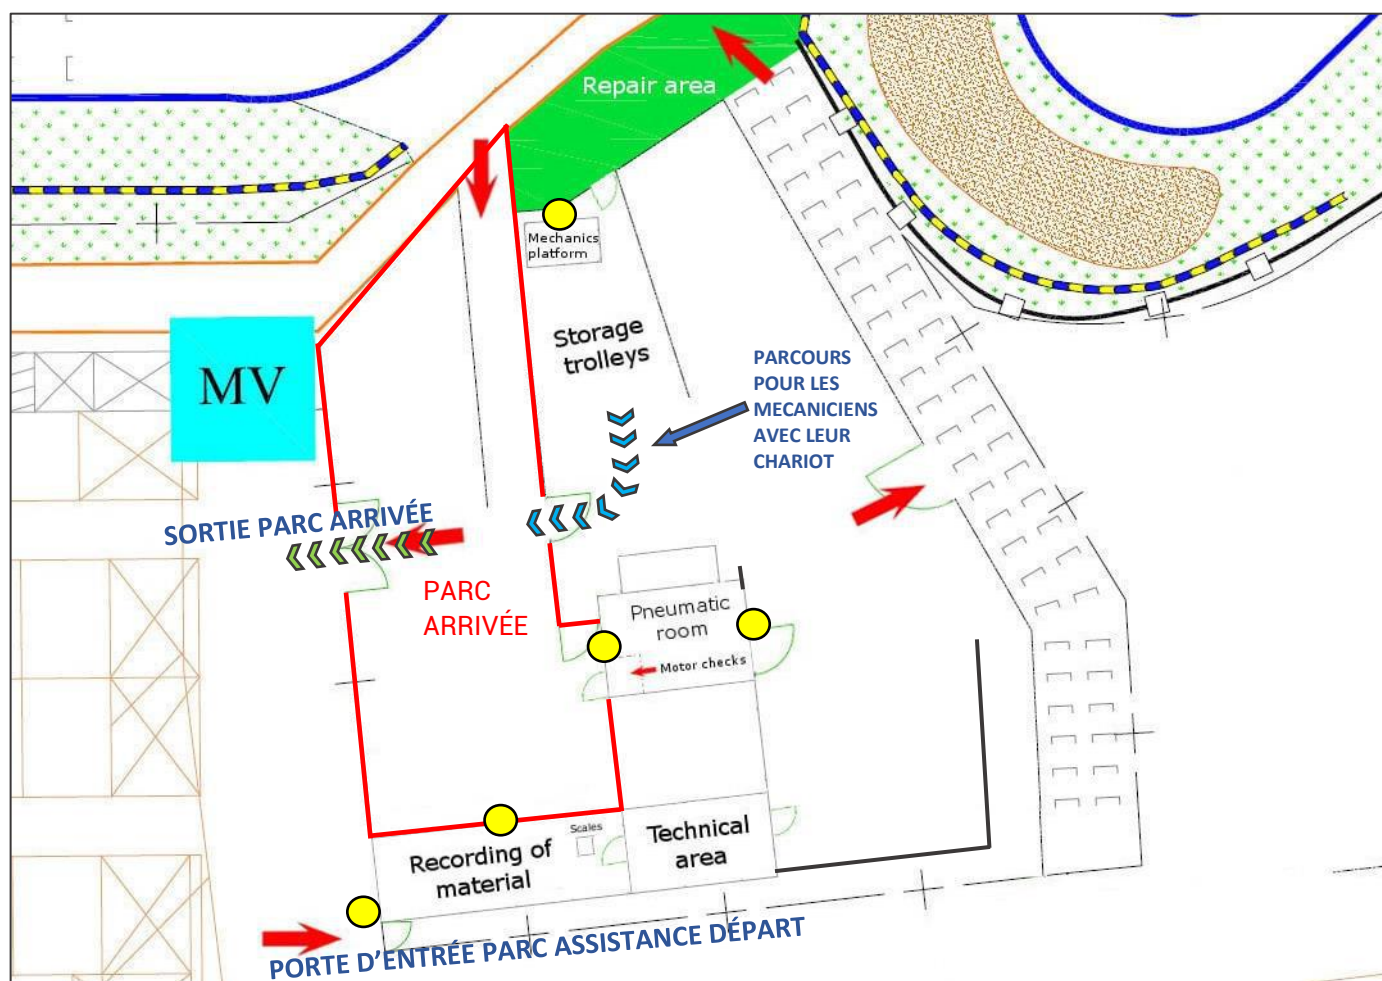 Repair area
Mechanics
platform
Storage
trolleys
MV
PARCOURS
POUR LES
MECANICIENS
AVEC LEUR
CHARIOT
SORTIE PARC ARRIVÉE
PARC
ARRIVÉE
Pneumatic
room
Motor checks
Scales
Recording of
material
Technical
area
PORTE D’ENTRÉE PARC ASSISTANCE DÉPART